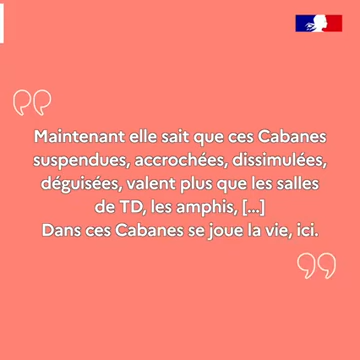 Maintenant elle sait que ces Cabanes
suspendues, accrochées, dissimulées,
déguisées, valent plus que les salles
de TD, les amphis, [...]
Dans ces Cabanes se joue la vie, ici.